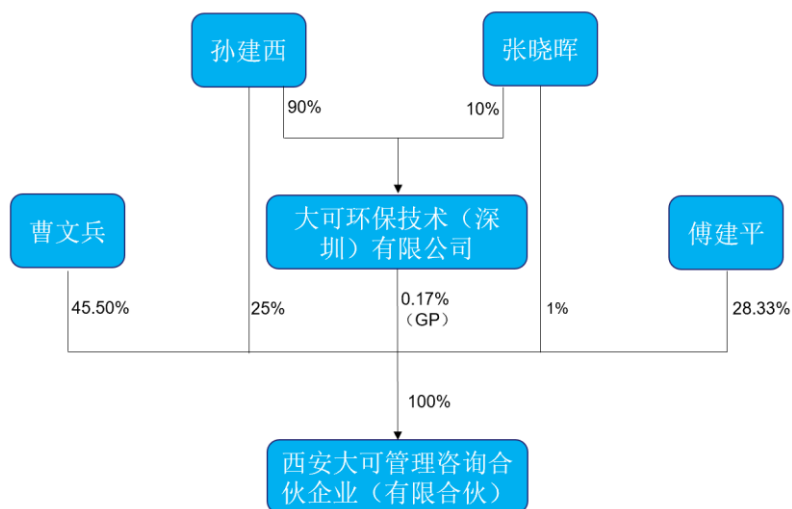 孙建西
张晓晖
90%
10%
曹文兵
大可环保技术（深
圳）有限公司
傅建平
45.50%
25%
0.17%
（GP）
1%
28.33%
100%
西安大可管理咨询合
伙企业（有限合伙）